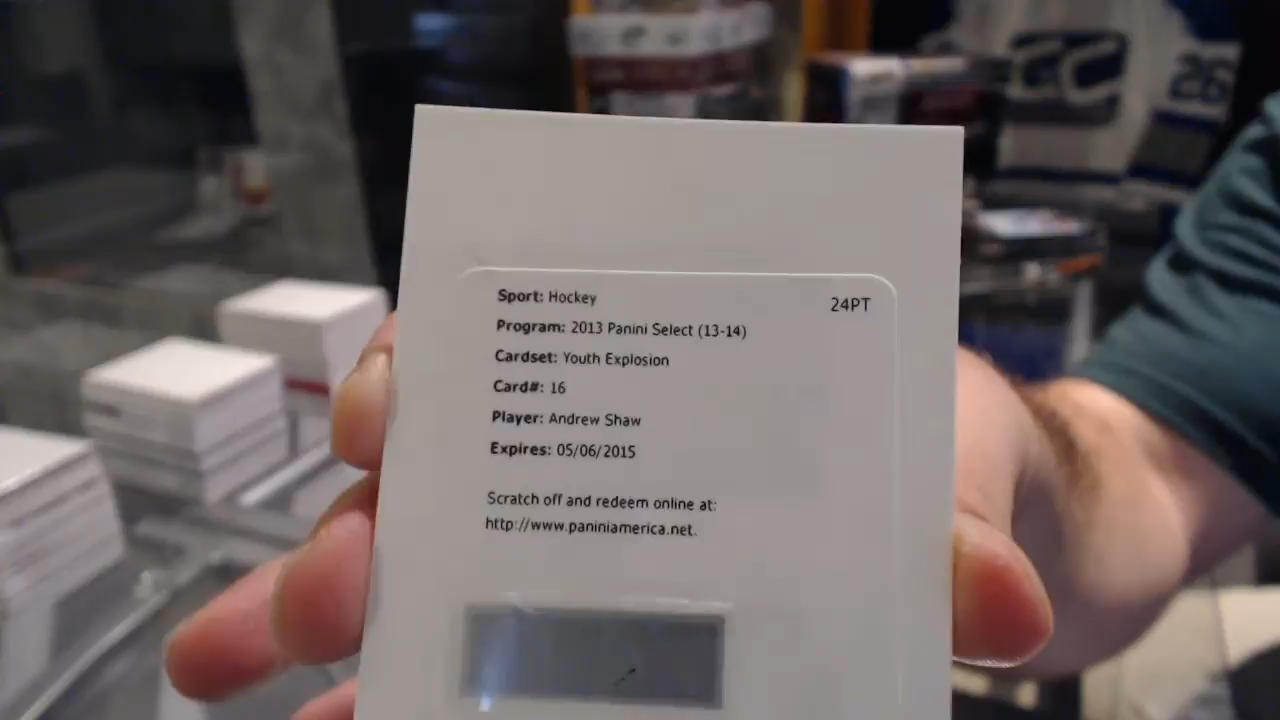 Sport: Hockey
24PT
Program: 2013 Panini Select (13-14)
Cardset: Youth Explosion
Card#: 16
Player: Andrew Shaw
Expires: 05/06/2015
Scratch off and redeem online at:
http://www.paniniamerica.net.
26